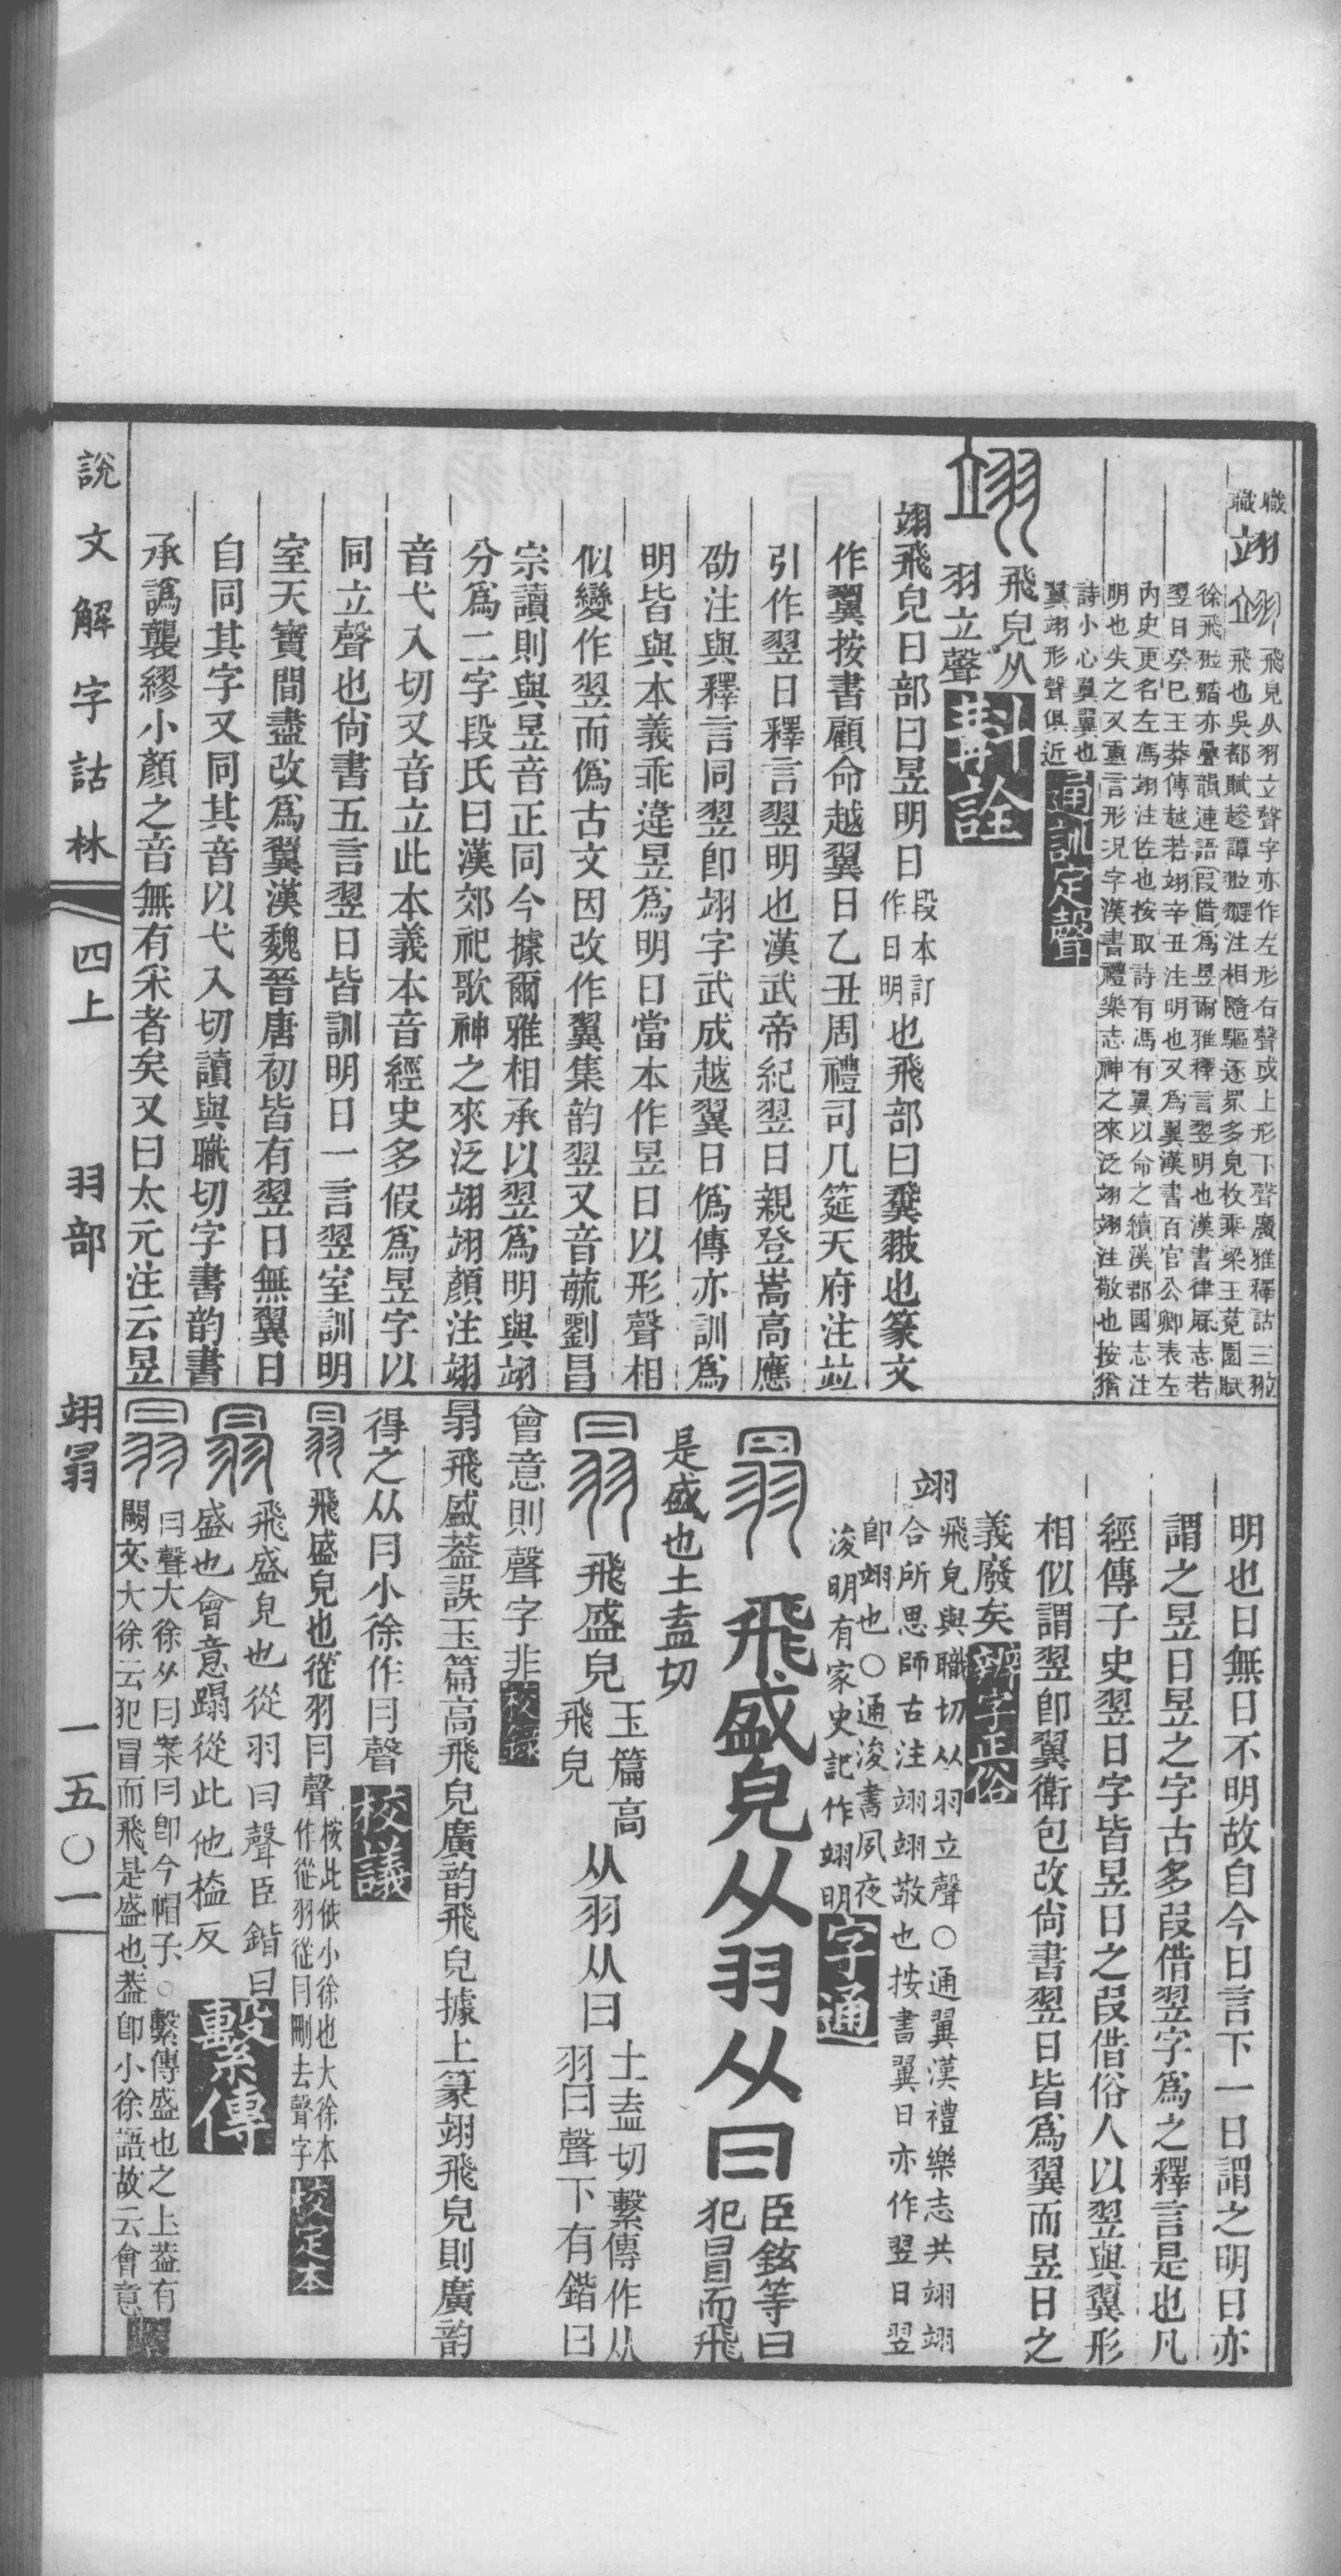 職職
翊
飛皃从羽立聲字亦作左形右聲或上形下聲廣雅釋詁三翋
飛也吳都賦趁譚翋䎬注相隨驅逐眾多皃枚乘梁王菟園賦
徐飛翋䎓亦疊韻連語叚借爲昱爾雅釋言翌明也漢書律厤志若
翌日癸巳王莽傳越若翊辛丑注明也又爲翼漢書百官公卿表左
內史更名左馮翊注佐也按取詩有馮有翼以命之續漢郡國志注
明也失之又重言形況字漢書禮樂志神之來泛翊翊注敬也按猶
詩小心翼翼也
翼翊形聲俱近
通訓定聲
飛皃从
羽立聲
斠詮
翊飛皃日部曰昱明日
段本訂
作日明
也飛部曰䎝翄也篆文
作翼按書顧命越翼日乙丑周禮司几筵天府注竝
引作翌日釋言翌明也漢武帝紀翌日親登嵩高應
劭注與釋言同翌卽翊字武成越翼日僞傳亦訓爲
明皆與本義乖違昱爲明日當本作昱日以形聲相
似變作翌而僞古文因改作翼集韵翌又音毓劉昌
宗讀則與昱音正同今據爾雅相承以翌爲明與翊
分爲二字段氏曰漢郊祀歌神之來泛翊翊顏注翊
音弋入切又音立此本義本音經史多假爲昱字以
同立聲也尙書五言翌日皆訓明日一言翌室訓明
室天寶間盡改爲翼漢魏晉唐初皆有翌日無翼日
自同其字又同其音以弋入切讀與職切字書韵書
承譌襲繆小顏之音無有釆者矣又曰太元注云昱
明也日無日不明故自今日言下一日謂之明日亦
謂之昱日昱之字古多叚借翌字爲之釋言是也凡
經傳子史翌日字皆昱日之叚借俗人以翌與翼形
相似謂翌卽翼衛包改尙書翌日皆爲翼而昱日之
義廢矣
辯字正俗
翊
飛皃與職切从羽立聲○通翼漢禮樂志共翊翊
合所思師古注翊翊敬也按書翼日亦作翌日翌
卽翊也○通浚書夙夜
浚明有家史記作翊明
字通
飛盛皃从羽从冃
臣鉉等曰
犯冒而飛
是盛也土盍切
飛盛皃
玉篇高
飛皃
从羽从冃
土盍切繫傳作从
羽冃聲下有鍇曰
會意則聲字非
校錄
㲩飛盛蓋誤玉篇高飛皃廣韵飛皃據上篆翊飛皃則廣韵
得之从冃小徐作冃聲
校議
飛盛皃也從羽冃聲
按此依小徐也大徐本
作從羽從冃刪去聲字
校定本
飛盛皃也從羽冃聲臣鍇曰
盛也會意蹋從此他榼反
繫傳
冃聲大徐从冃案冃卽今帽子○繫傳盛也之上葢有
闕文大徐云犯冒而飛是盛也葢卽小徐語故云會意
說文解字詁林
四上
羽部
翊㲩
一五〇一